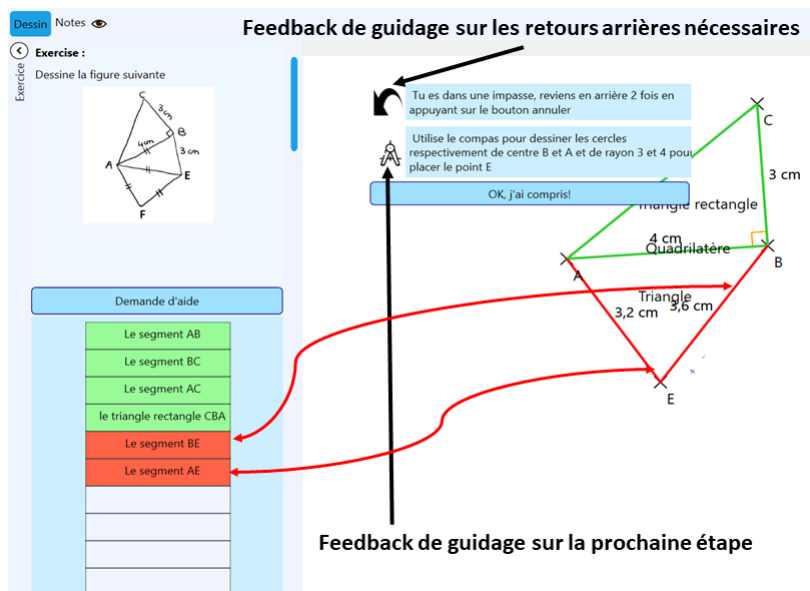 Dessin Notes
Feedback de guidage sur les retours arrières nécessaires
Exercice
Exercise :
Dessine la figure suivante
C
3cm
B
4cm
3 cm
A
E
F
Demande d'aide
Le segment AB
Le segment BC
Le segment AC
le triangle rectangle CBA
Le segment BE
Le segment AE
Tu es dans une impasse, reviens en arrière 2 fois en
appuyant sur le bouton annuler
Utilise le compas pour dessiner les cercles
respectivement de centre B et A et de rayon 3 et 4 pour
placer le point E
OK, j'ai compris!
C
3 cm
Triangle rectangle
4 cm
Quadrilatère
B
A
Triangle
3,2 cm
3,6 cm
E
Feedback de guidage sur la prochaine étape